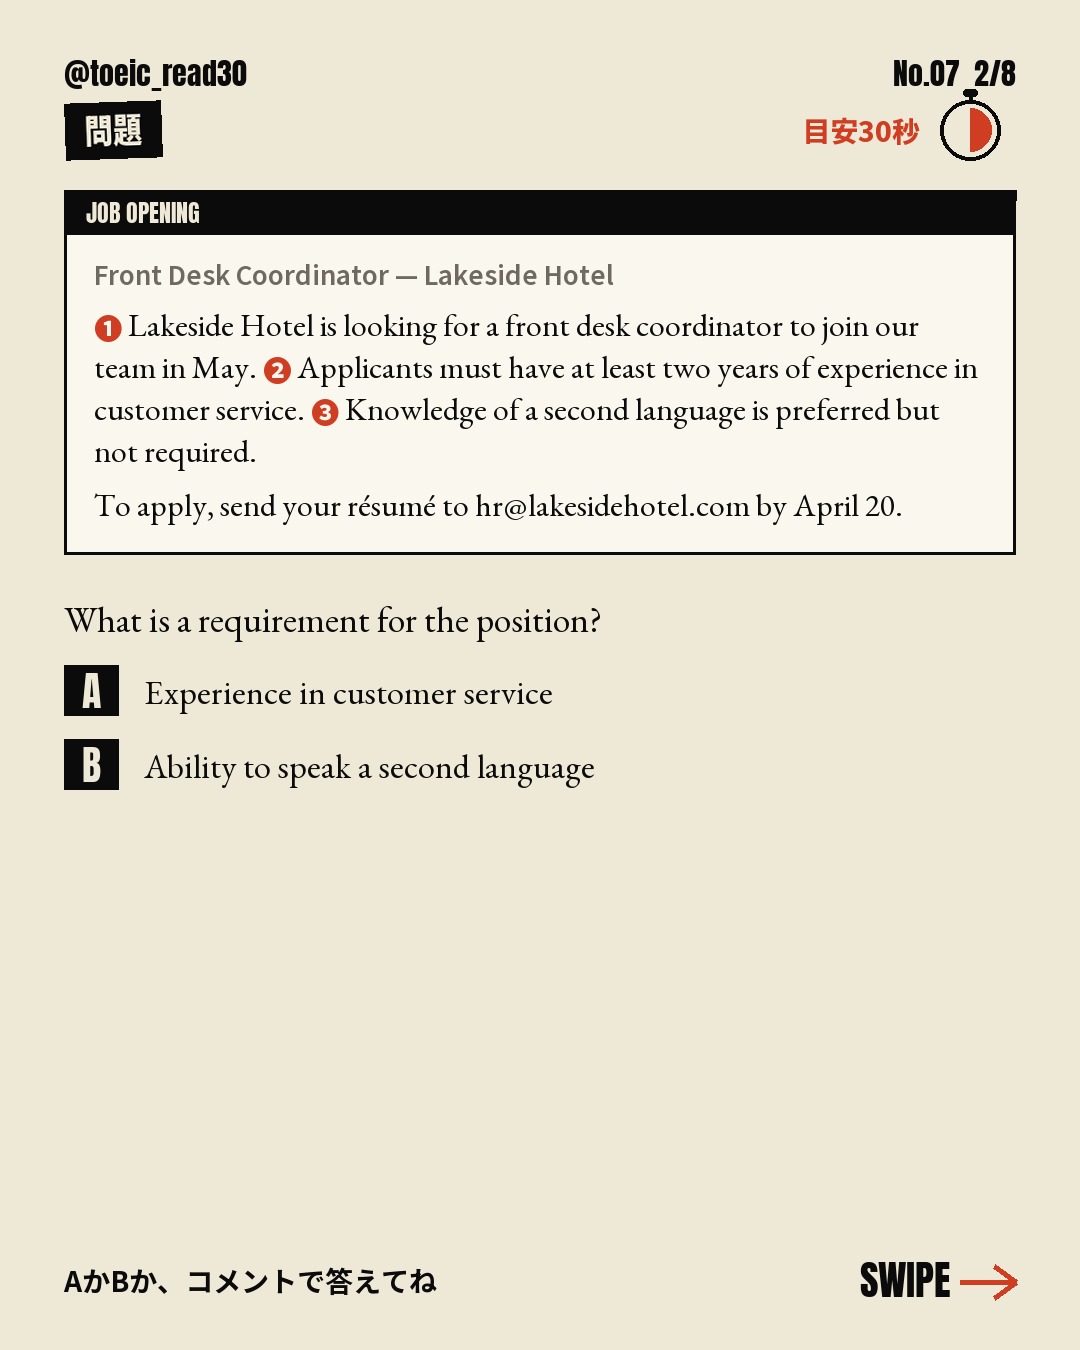 @toeic_read30
No.07 2/8
問題
目安30秒
JOB OPENING
Front Desk Coordinator — Lakeside Hotel
❶ Lakeside Hotel is looking for a front desk coordinator to join our
team in May. ❷ Applicants must have at least two years of experience in
customer service. ❸ Knowledge of a second language is preferred but
not required.
To apply, send your résumé to hr@lakesidehotel.com by April 20.
What is a requirement for the position?
A Experience in customer service
B Ability to speak a second language
AかBか、コメントで答えてね
SWIPE